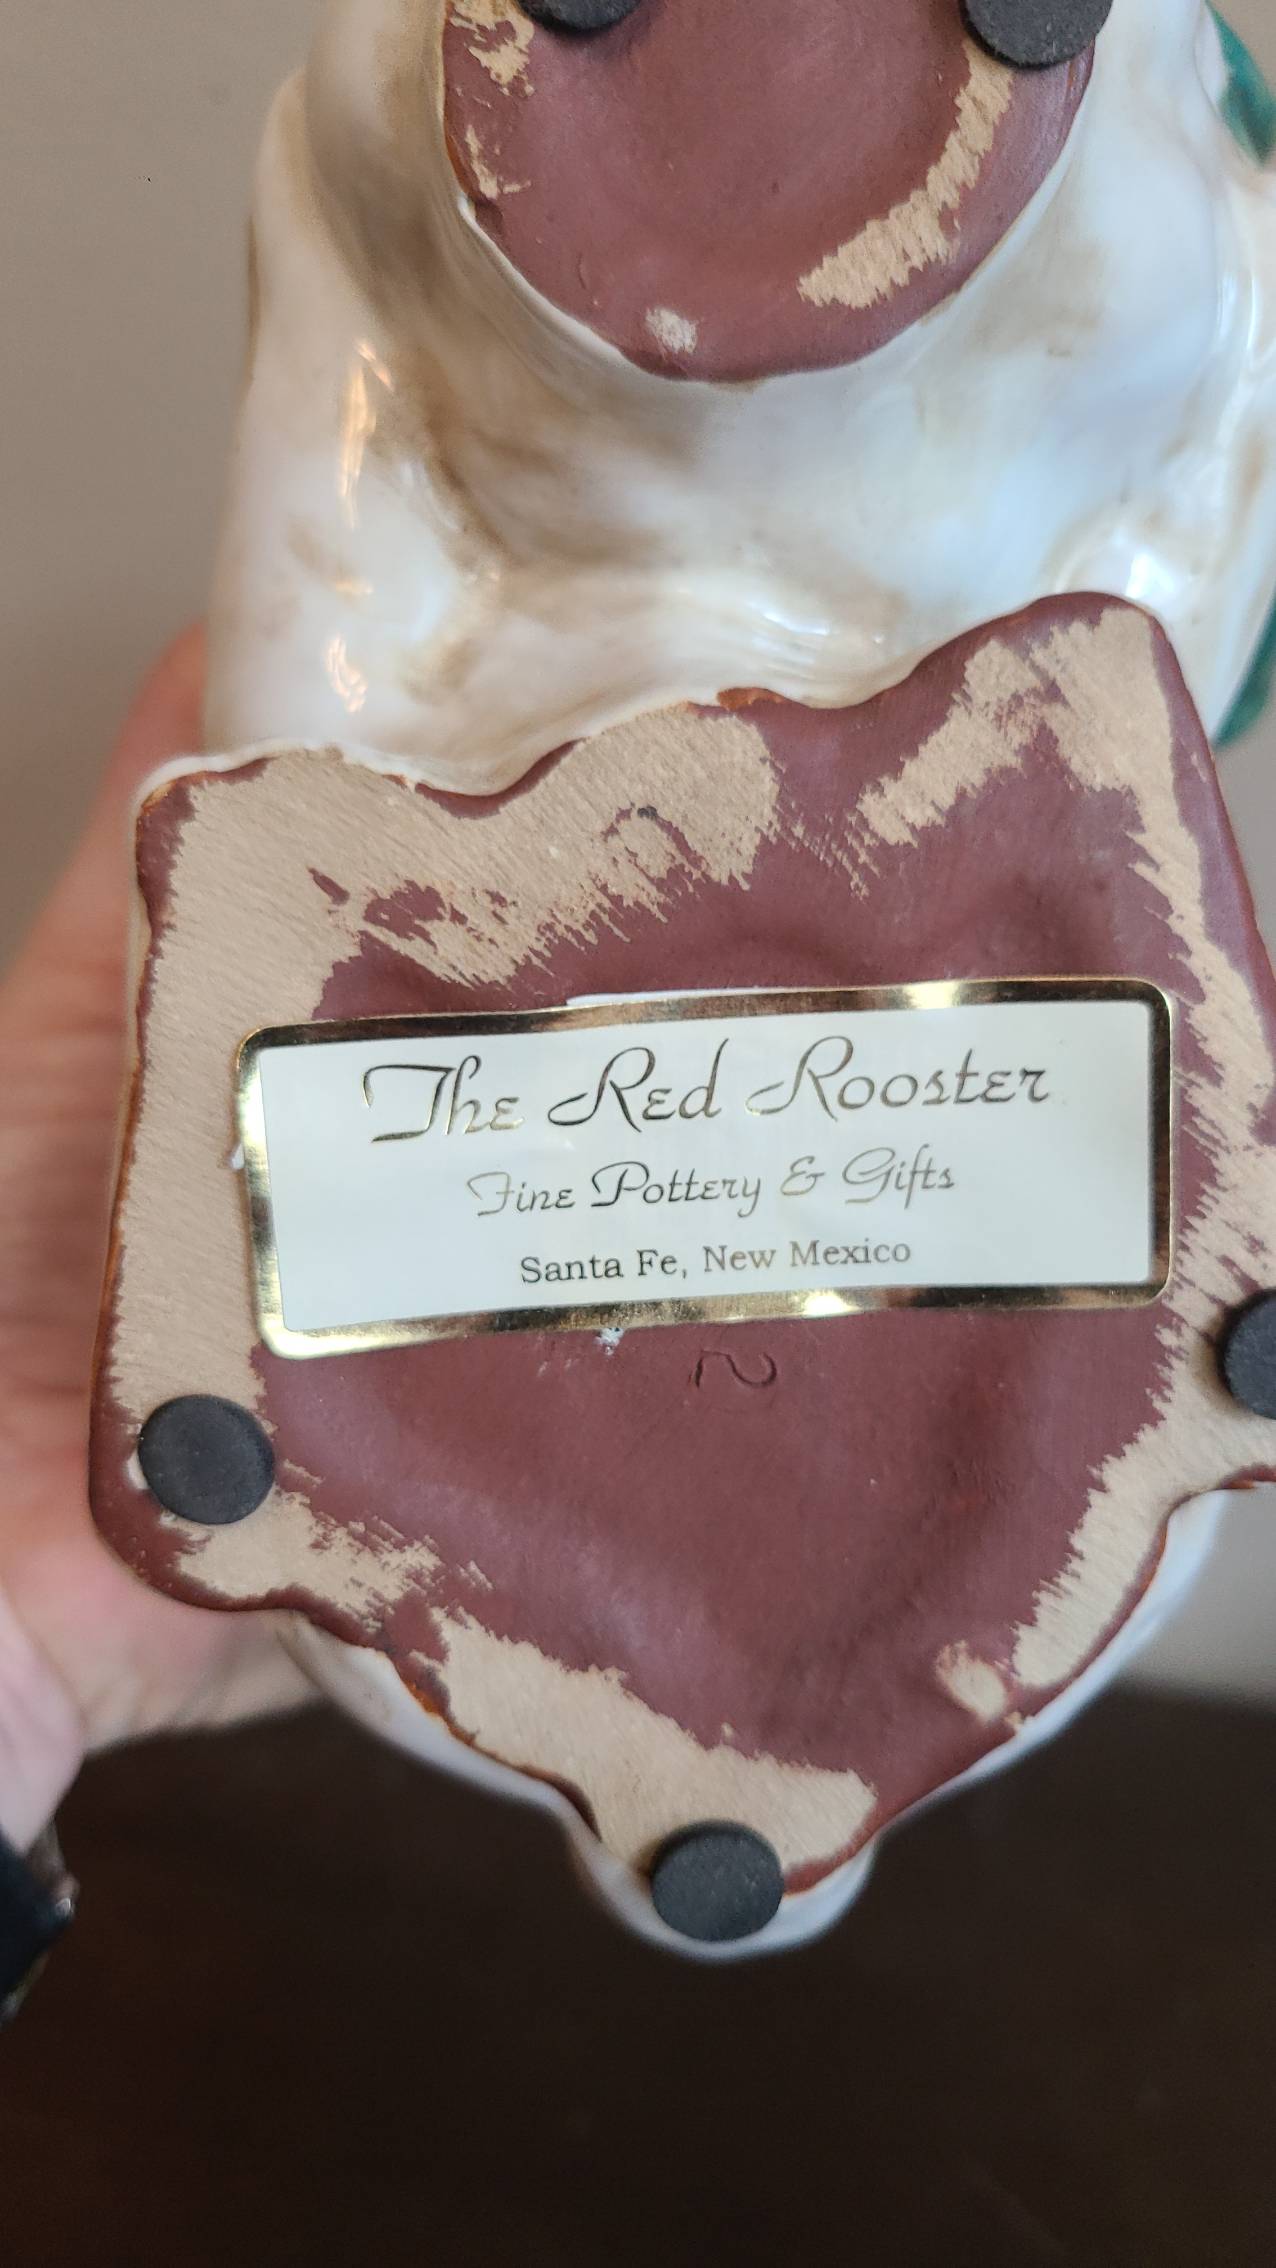 The Red Rooster
Fine Pottery & Gifts
Santa Fe, New Mexico